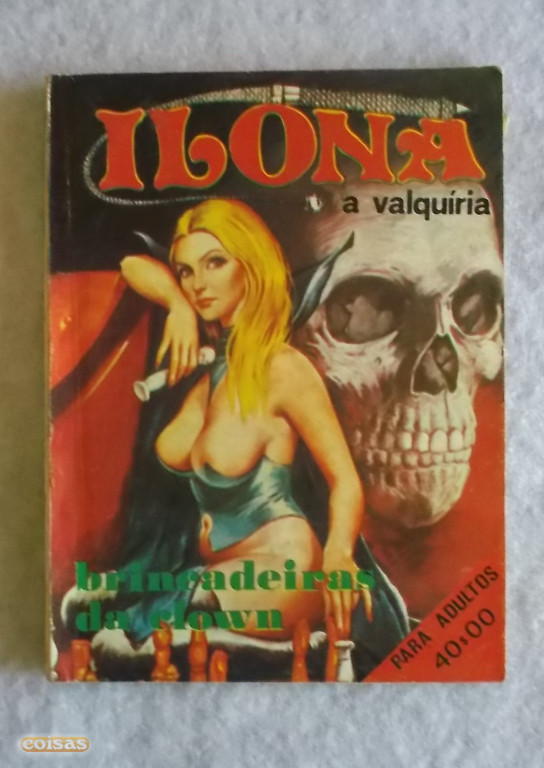 ILONA
a valquíria
brincadeiras
da clown
PARA ADULTOS
40$00
coisas